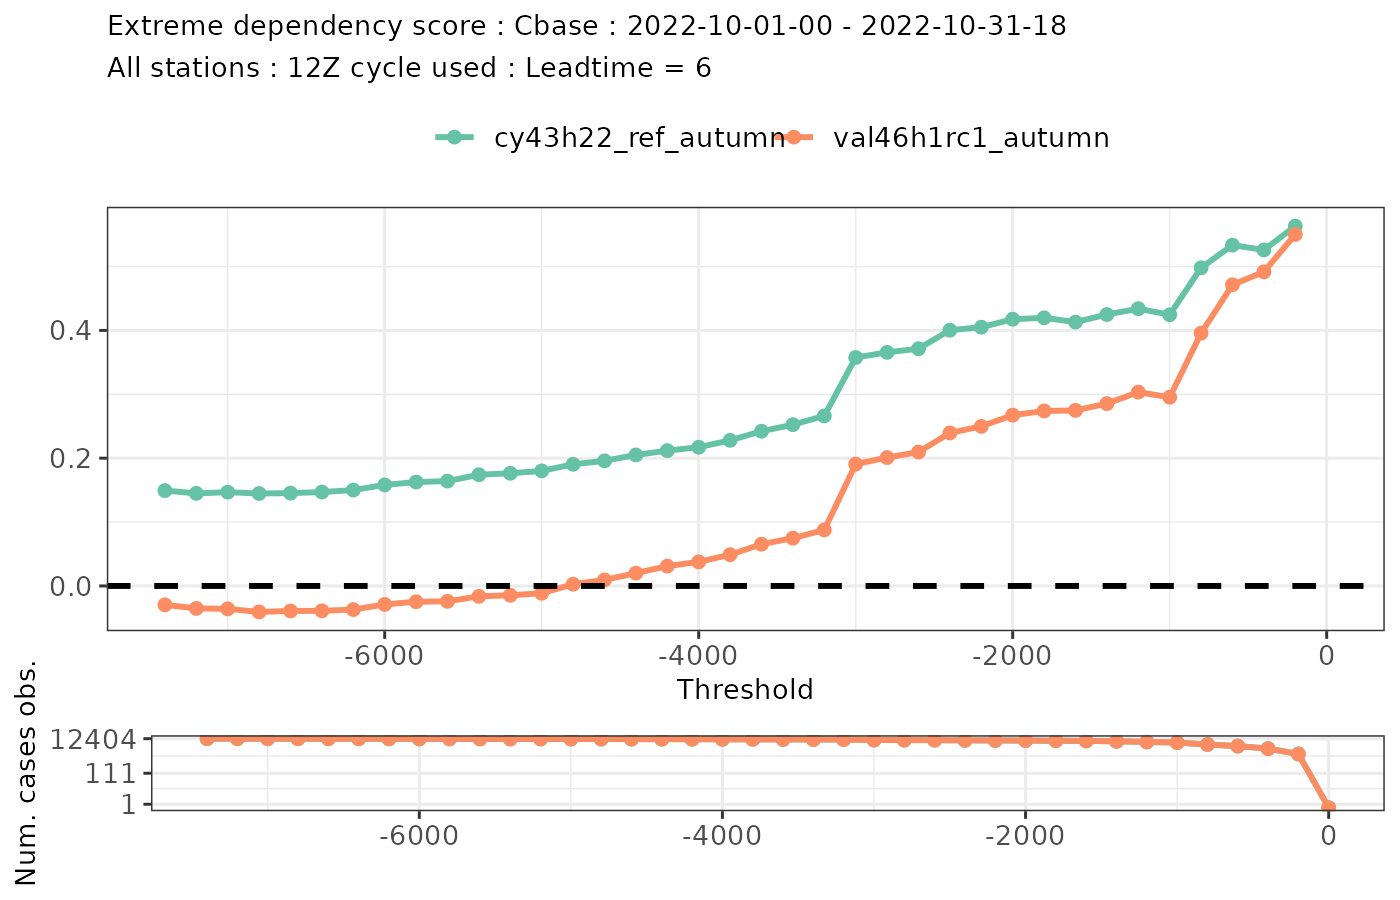 Extreme dependency score : Cbase : 2022-10-01-00 - 2022-10-31-18
All stations : 12Z cycle used : Leadtime = 6
cy43h22_ref_autumn val46h1rc1_autumn
0.4
0.2
0.0
-6000 -4000 -2000 0
Threshold
Num. cases obs.
12404
111
1
-6000 -4000 -2000 0